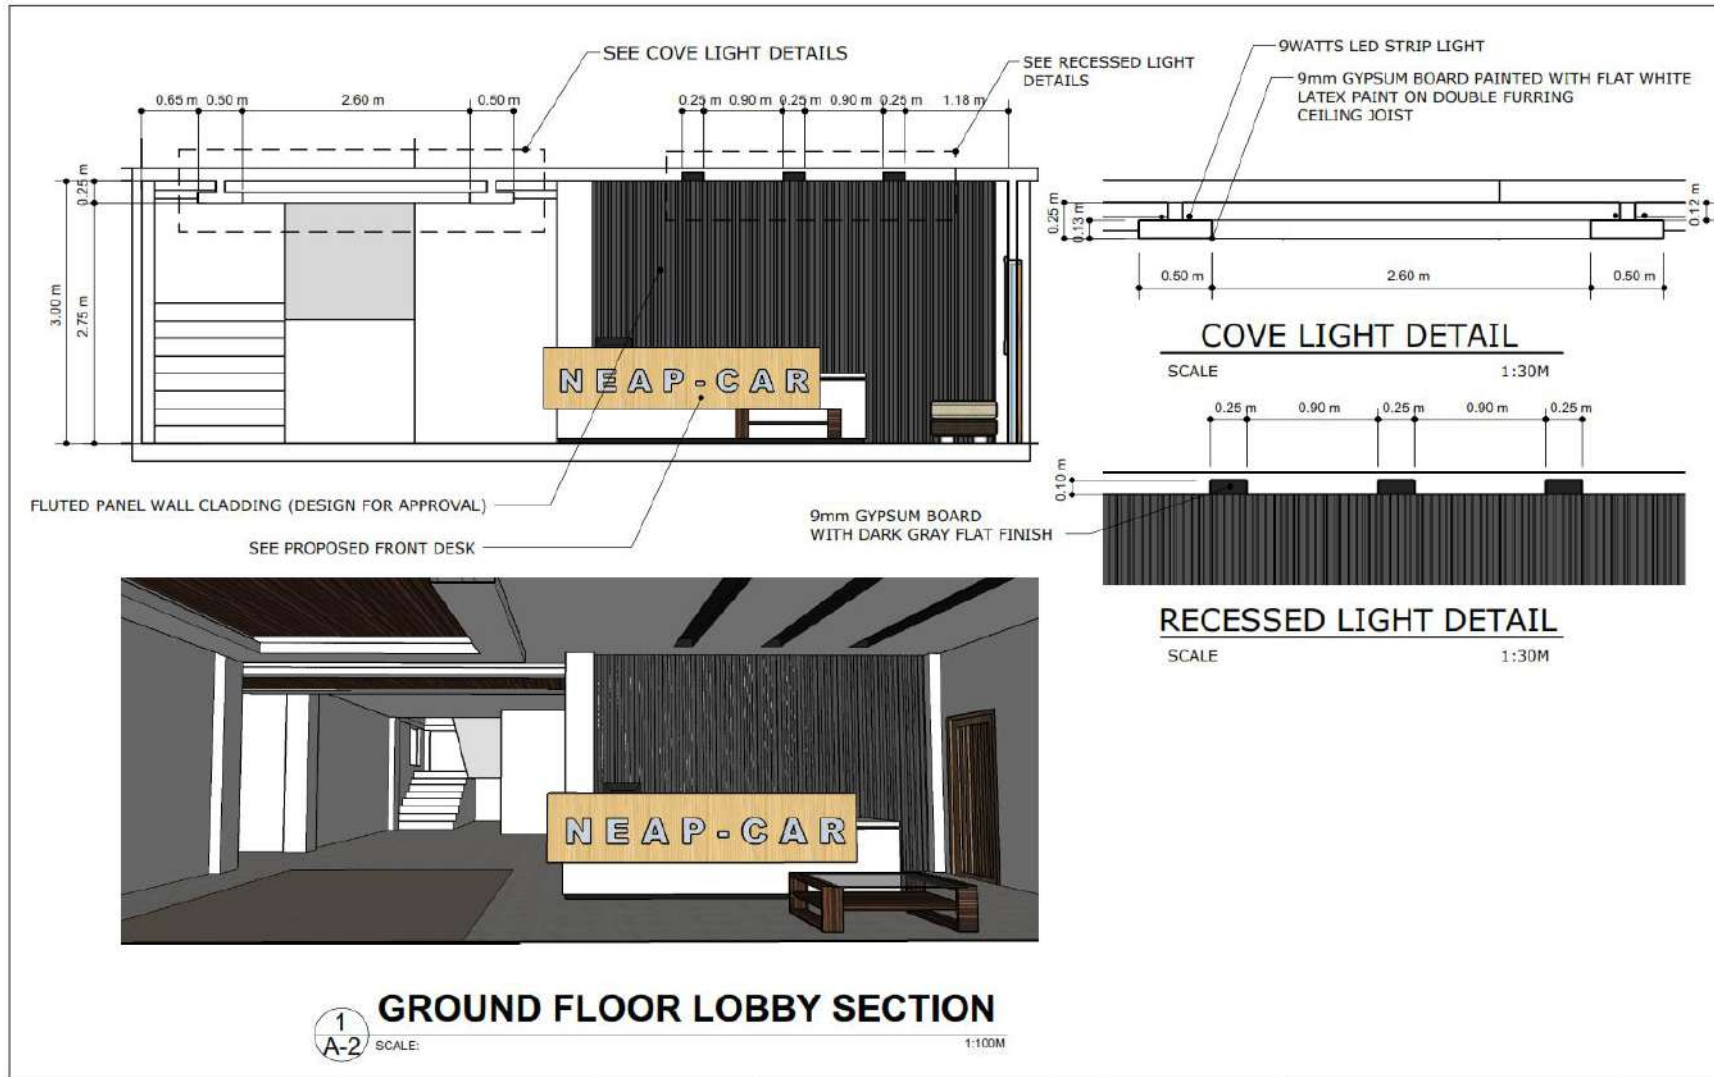 SEE COVE LIGHT DETAILS
SEE RECESSED LIGHT
DETAILS
0.65 m 0.50 m 2.60 m 0.50 m
0.25 m 0.90 m 0.25 m 0.90 m 0.25 m 1.18 m
0.25 m
3.00 m
2.75 m
NEAP-CAR
FLUTED PANEL WALL CLADDING (DESIGN FOR APPROVAL)
SEE PROPOSED FRONT DESK
9WATTS LED STRIP LIGHT
9mm GYPSUM BOARD PAINTED WITH FLAT WHITE
LATEX PAINT ON DOUBLE FURRING
CEILING JOIST
0.25 m
0.13 m
0.12 m
0.50 m 2.60 m 0.50 m
COVE LIGHT DETAIL
SCALE 1:30M
0.25 m 0.90 m 0.25 m 0.90 m 0.25 m
0.10 m
9mm GYPSUM BOARD
WITH DARK GRAY FLAT FINISH
RECESSED LIGHT DETAIL
SCALE 1:30M
NEAP-CAR
1
A-2
GROUND FLOOR LOBBY SECTION
SCALE: 1:100M